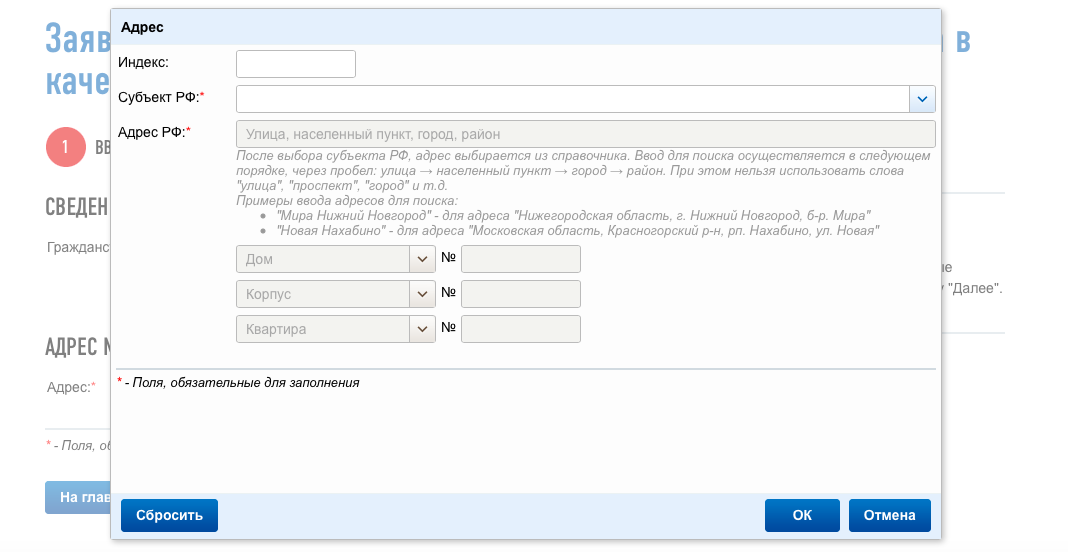 Адрес
Заяв в
каче
Индекс:
Субъект РФ:*
Адрес РФ:* Улица, населенный пункт, город, район
После выбора субъекта РФ, адрес выбирается из справочника. Ввод для поиска осуществляется в следующем
порядке, через пробел: улица → населенный пункт → город → район. При этом нельзя использовать слова
"улица", "проспект", "город" и т.д.
Примеры ввода адресов для поиска:
• "Мира Нижний Новгород" - для адреса "Нижегородская область, г. Нижний Новгород, б-р. Мира"
• "Новая Нахабино" - для адреса "Московская область, Красногорский р-н, рп. Нахабино, ул. Новая"
1 ВВ
СВЕДЕН
Гражданс
Дом №
Корпус №
у "Далее".
Квартира №
АДРЕС
Адрес:*
* - Поля, обязательные для заполнения
* - Поля, об
На глав
Сбросить ОК Отмена